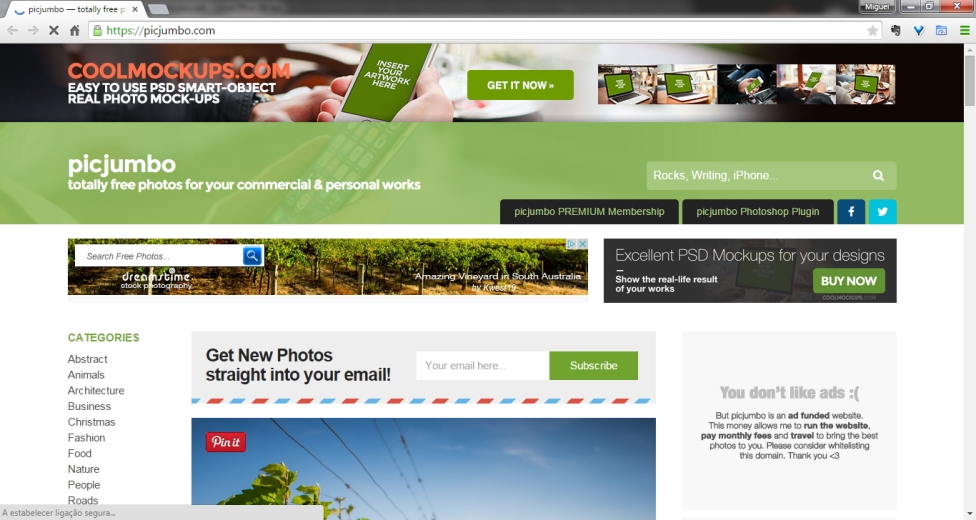 picjumbo — totally free p
Miguel
https://picjumbo.com
COOLMOCKUPS.COM
EASY TO USE PSD SMART-OBJECT
REAL PHOTO MOCK-UPS
INSERT
YOUR
ARTWORK
HERE
GET IT NOW »
picjumbo
totally free photos for your commercial & personal works
Rocks, Writing, iPhone...
picjumbo PREMIUM Membership
picjumbo Photoshop Plugin
Search Free Photos...
dreamstime
stock photography
Amazing Vineyard in South Australia
by Kwest19
Excellent PSD Mockups for your designs
Show the real-life result
of your works
BUY NOW
COOLMOCKUPS.COM
CATEGORIES
Abstract
Animals
Architecture
Business
Christmas
Fashion
Food
Nature
People
Roads
Get New Photos
straight into your email!
Your email here...
Subscribe
Pin it
You don't like ads :(
But picjumbo is an ad funded website.
This money allows me to run the website,
pay monthly fees and travel to bring the best
photos to you. Please consider whitelisting
this domain. Thank you <3
A estabelecer ligação segura...